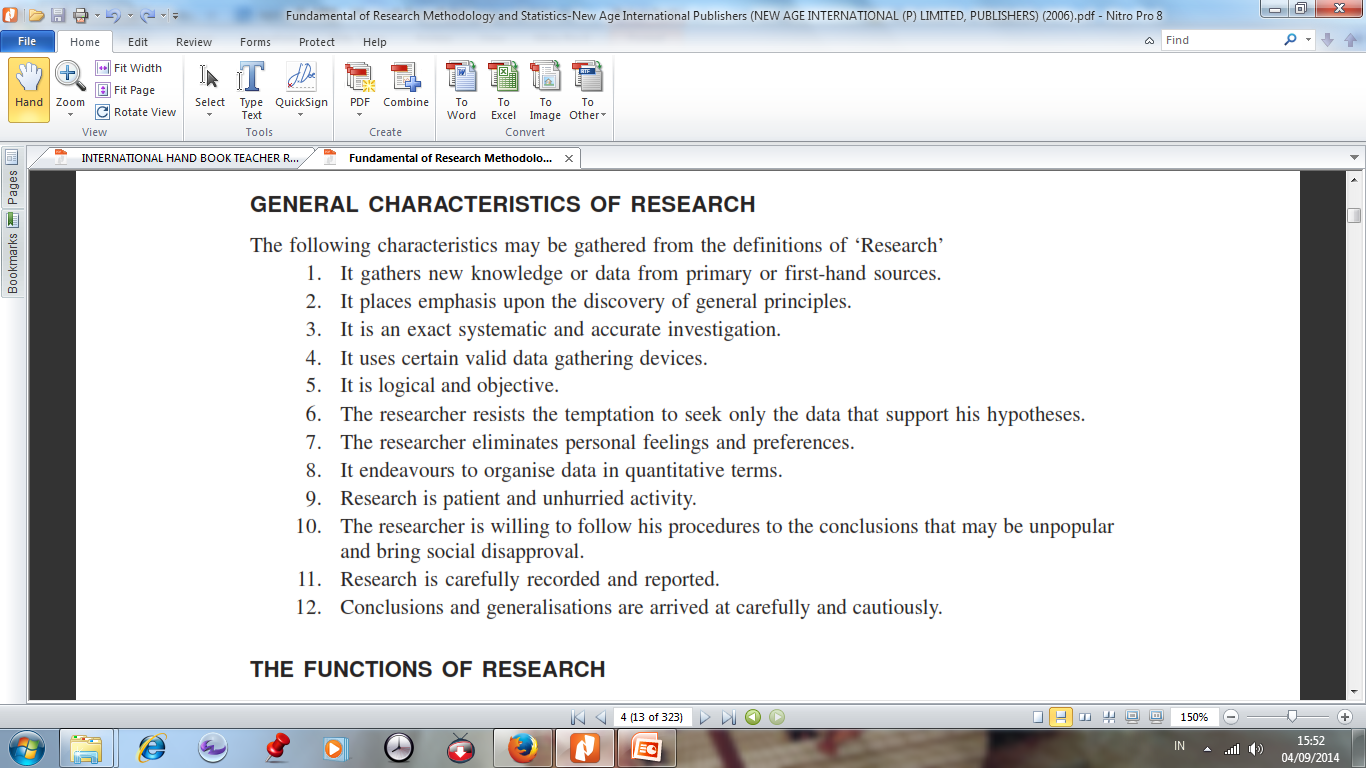 Fundamental of Research Methodology and Statistics-New Age International Publishers (NEW AGE INTERNATIONAL (P) LIMITED, PUBLISHERS) (2006).pdf - Nitro Pro 8
File Home Edit Review Forms Protect Help Find
Hand Zoom Fit Width Fit Page Rotate View Select Type Text QuickSign PDF Combine To Word To Excel To Image To Other
View Tools Create Convert
INTERNATIONAL HAND BOOK TEACHER R... Fundamental of Research Methodolo...
Pages
Bookmarks
GENERAL CHARACTERISTICS OF RESEARCH
The following characteristics may be gathered from the definitions of ‘Research’
1. It gathers new knowledge or data from primary or first-hand sources.
2. It places emphasis upon the discovery of general principles.
3. It is an exact systematic and accurate investigation.
4. It uses certain valid data gathering devices.
5. It is logical and objective.
6. The researcher resists the temptation to seek only the data that support his hypotheses.
7. The researcher eliminates personal feelings and preferences.
8. It endeavours to organise data in quantitative terms.
9. Research is patient and unhurried activity.
10. The researcher is willing to follow his procedures to the conclusions that may be unpopular
and bring social disapproval.
11. Research is carefully recorded and reported.
12. Conclusions and generalisations are arrived at carefully and cautiously.
THE FUNCTIONS OF RESEARCH
4 (13 of 323) 150%
IN 15:52
04/09/2014